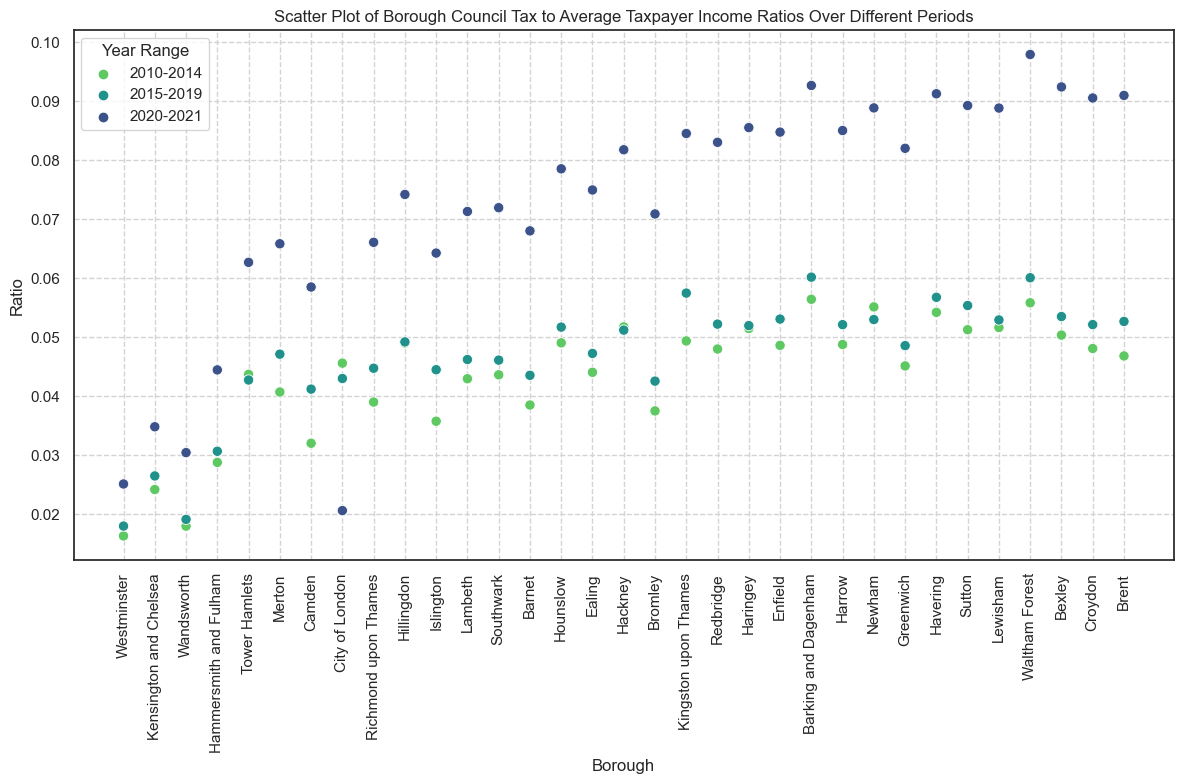 Scatter Plot of Borough Council Tax to Average Taxpayer Income Ratios Over Different Periods
Year Range
2010-2014
2015-2019
2020-2021
Ratio
0.10
0.09
0.08
0.07
0.06
0.05
0.04
0.03
0.02
Westminster
Kensington and Chelsea
Wandsworth
Hammersmith and Fulham
Tower Hamlets
Merton
Camden
City of London
Richmond upon Thames
Hillingdon
Islington
Lambeth
Southwark
Barnet
Hounslow
Ealing
Hackney
Bromley
Kingston upon Thames
Redbridge
Haringey
Enfield
Barking and Dagenham
Harrow
Newham
Greenwich
Havering
Sutton
Lewisham
Waltham Forest
Bexley
Croydon
Brent
Borough